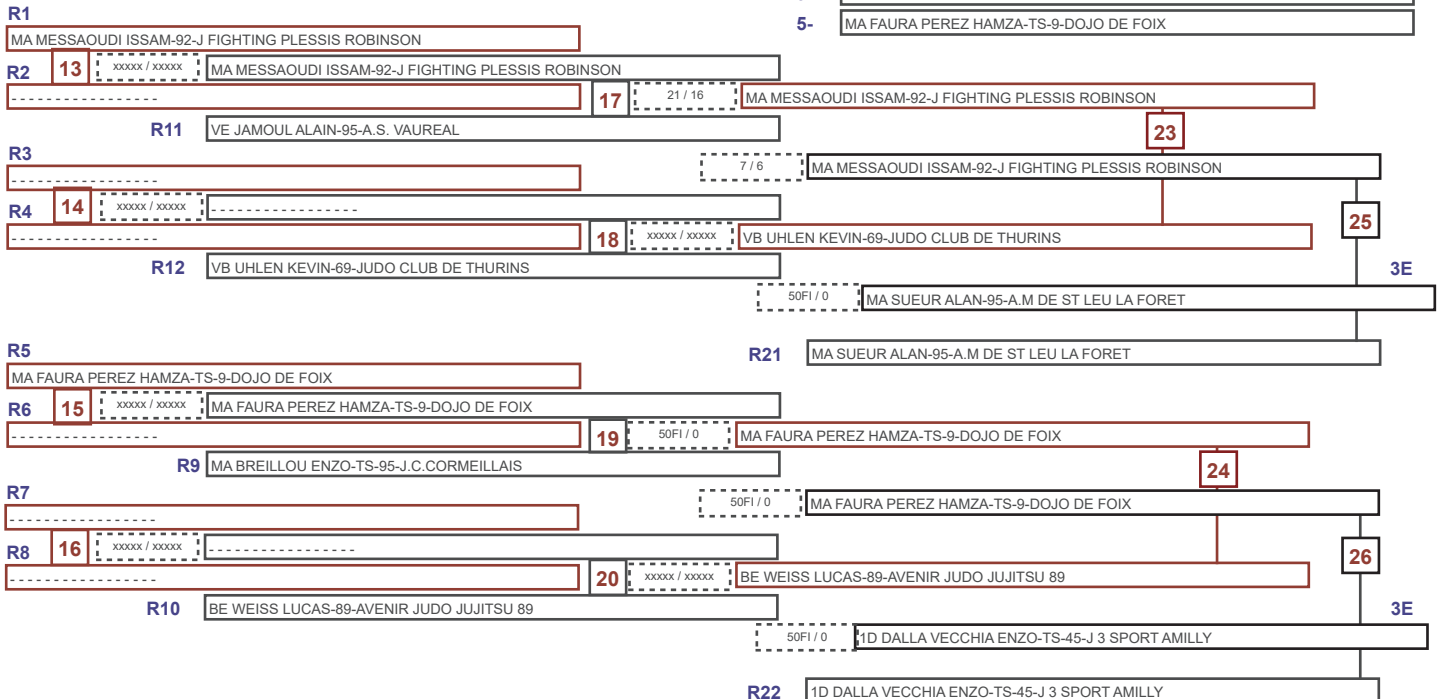 5- MA FAURA PEREZ HAMZA-TS-9-DOJO DE FOIX
R1
MA MESSAOUDI ISSAM-92-J FIGHTING PLESSIS ROBINSON
R2 13 xxxxx / xxxxx MA MESSAOUDI ISSAM-92-J FIGHTING PLESSIS ROBINSON
- - - - - - - - - - - - - - - - - 17 21 / 16 MA MESSAOUDI ISSAM-92-J FIGHTING PLESSIS ROBINSON
R11 VE JAMOUL ALAIN-95-A.S. VAUREAL
23
R3
- - - - - - - - - - - - - - - - - 7 / 6 MA MESSAOUDI ISSAM-92-J FIGHTING PLESSIS ROBINSON
R4 14 xxxxx / xxxxx - - - - - - - - - - - - - - - - -
25
- - - - - - - - - - - - - - - - - 18 xxxxx / xxxxx VB UHLEN KEVIN-69-JUDO CLUB DE THURINS
R12 VB UHLEN KEVIN-69-JUDO CLUB DE THURINS
3E
50FI / 0 MA SUEUR ALAN-95-A.M DE ST LEU LA FORET
R5
R21 MA SUEUR ALAN-95-A.M DE ST LEU LA FORET
MA FAURA PEREZ HAMZA-TS-9-DOJO DE FOIX
R6 15 xxxxx / xxxxx MA FAURA PEREZ HAMZA-TS-9-DOJO DE FOIX
- - - - - - - - - - - - - - - - - 19 50FI / 0 MA FAURA PEREZ HAMZA-TS-9-DOJO DE FOIX
R9 MA BREILLOU ENZO-TS-95-J.C.CORMEILLAIS
24
R7
- - - - - - - - - - - - - - - - - 50FI / 0 MA FAURA PEREZ HAMZA-TS-9-DOJO DE FOIX
R8 16 xxxxx / xxxxx - - - - - - - - - - - - - - - - -
26
- - - - - - - - - - - - - - - - - 20 xxxxx / xxxxx BE WEISS LUCAS-89-AVENIR JUDO JUJITSU 89
R10 BE WEISS LUCAS-89-AVENIR JUDO JUJITSU 89
3E
50FI / 0 1D DALLA VECCHIA ENZO-TS-45-J 3 SPORT AMILLY
R22 1D DALLA VECCHIA ENZO-TS-45-J 3 SPORT AMILLY